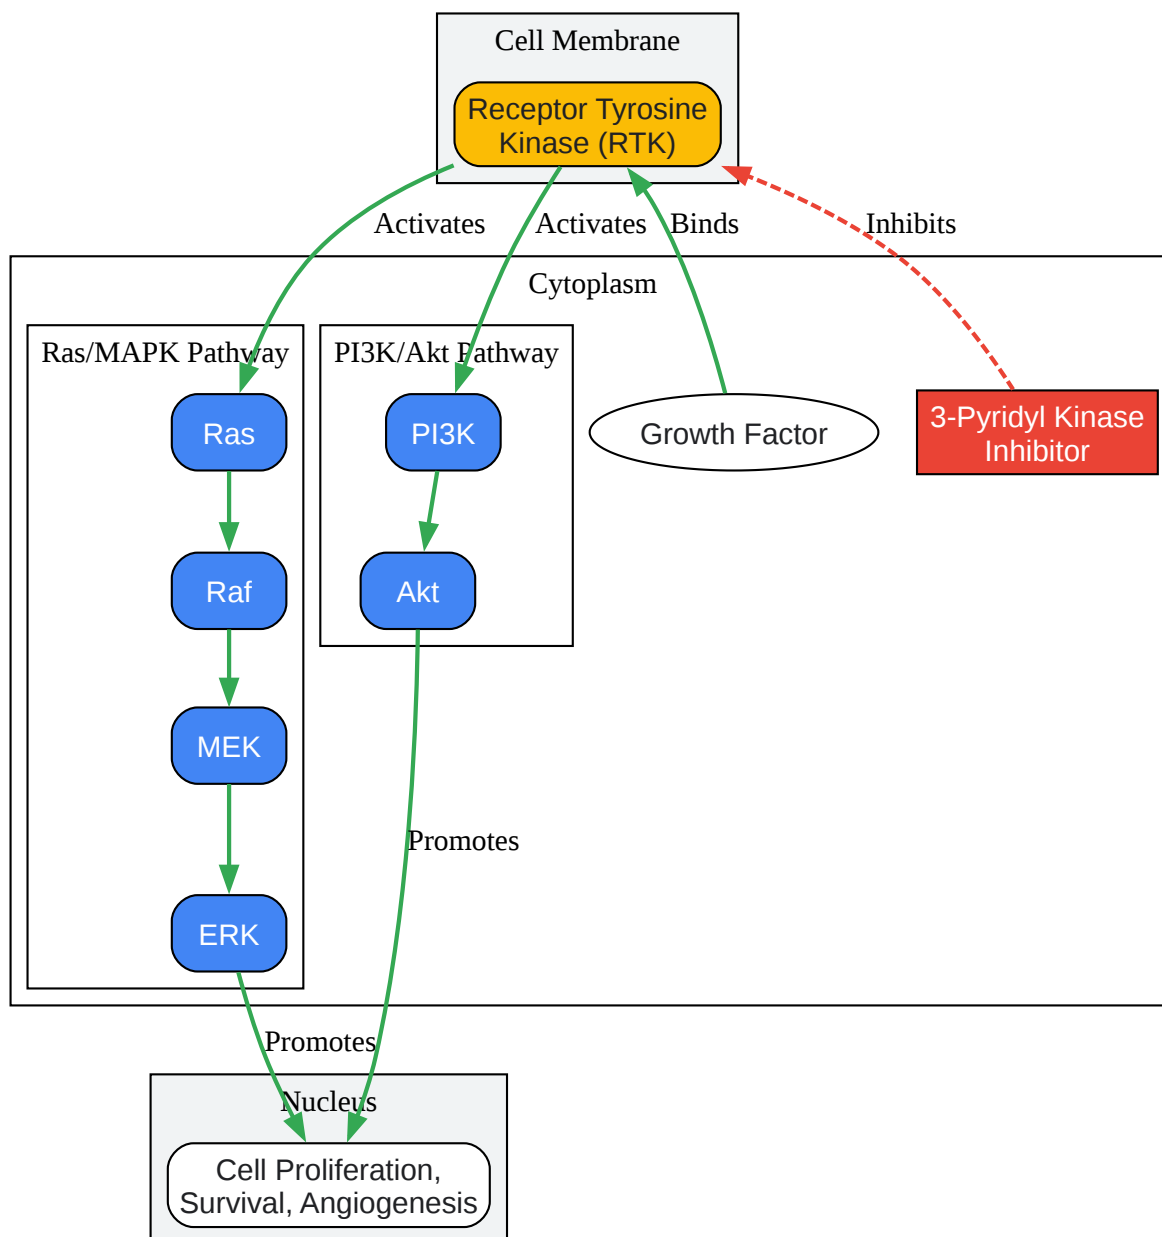 Cell Membrane
Receptor Tyrosine
Kinase (RTK)
Activates
Activates
Binds
Inhibits
Cytoplasm
Ras/MAPK Pathway
PI3K/Akt Pathway
Ras
PI3K
Growth Factor
3-Pyridyl Kinase
Inhibitor
Raf
Akt
MEK
Promotes
ERK
Promotes
Nucleus
Cell Proliferation,
Survival, Angiogenesis